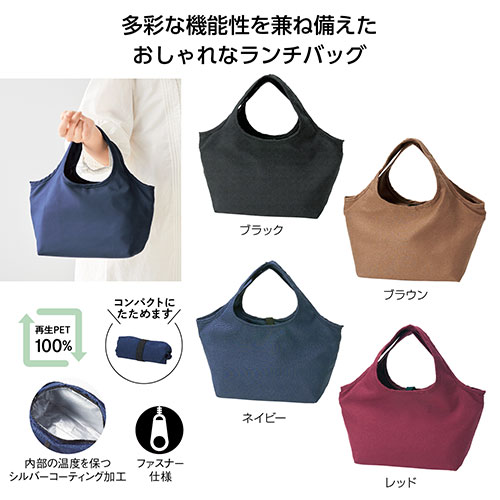 多彩な機能性を兼ね備えた
おしゃれなランチバッグ
ブラック
ブラウン
コンパクトに
たためます
再生PET
100%
ネイビー
内部の温度を保つ
シルバーコーティング加工
ファスナー
仕様
レッド